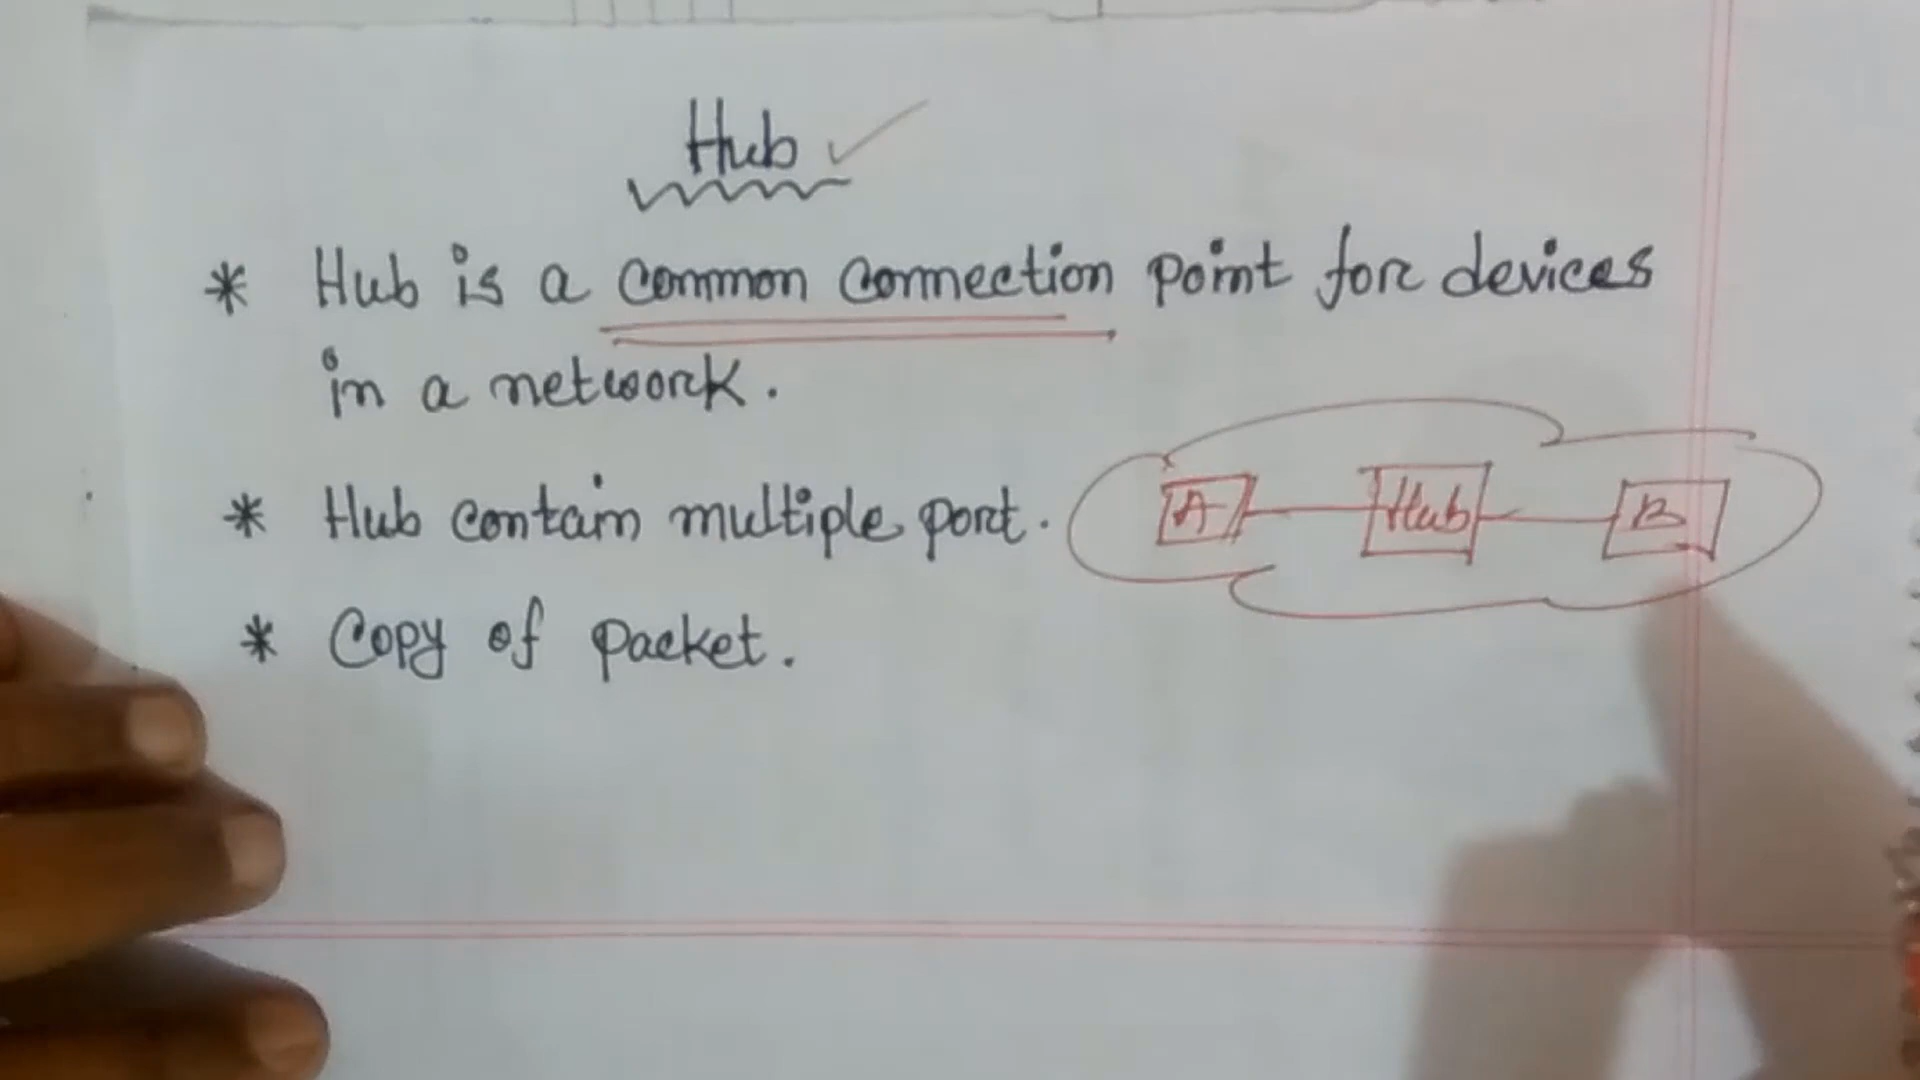 Hub
* Hub is a common connection point for devices
in a network.
* Hub contain multiple port.
A Hub B
* Copy of packet.